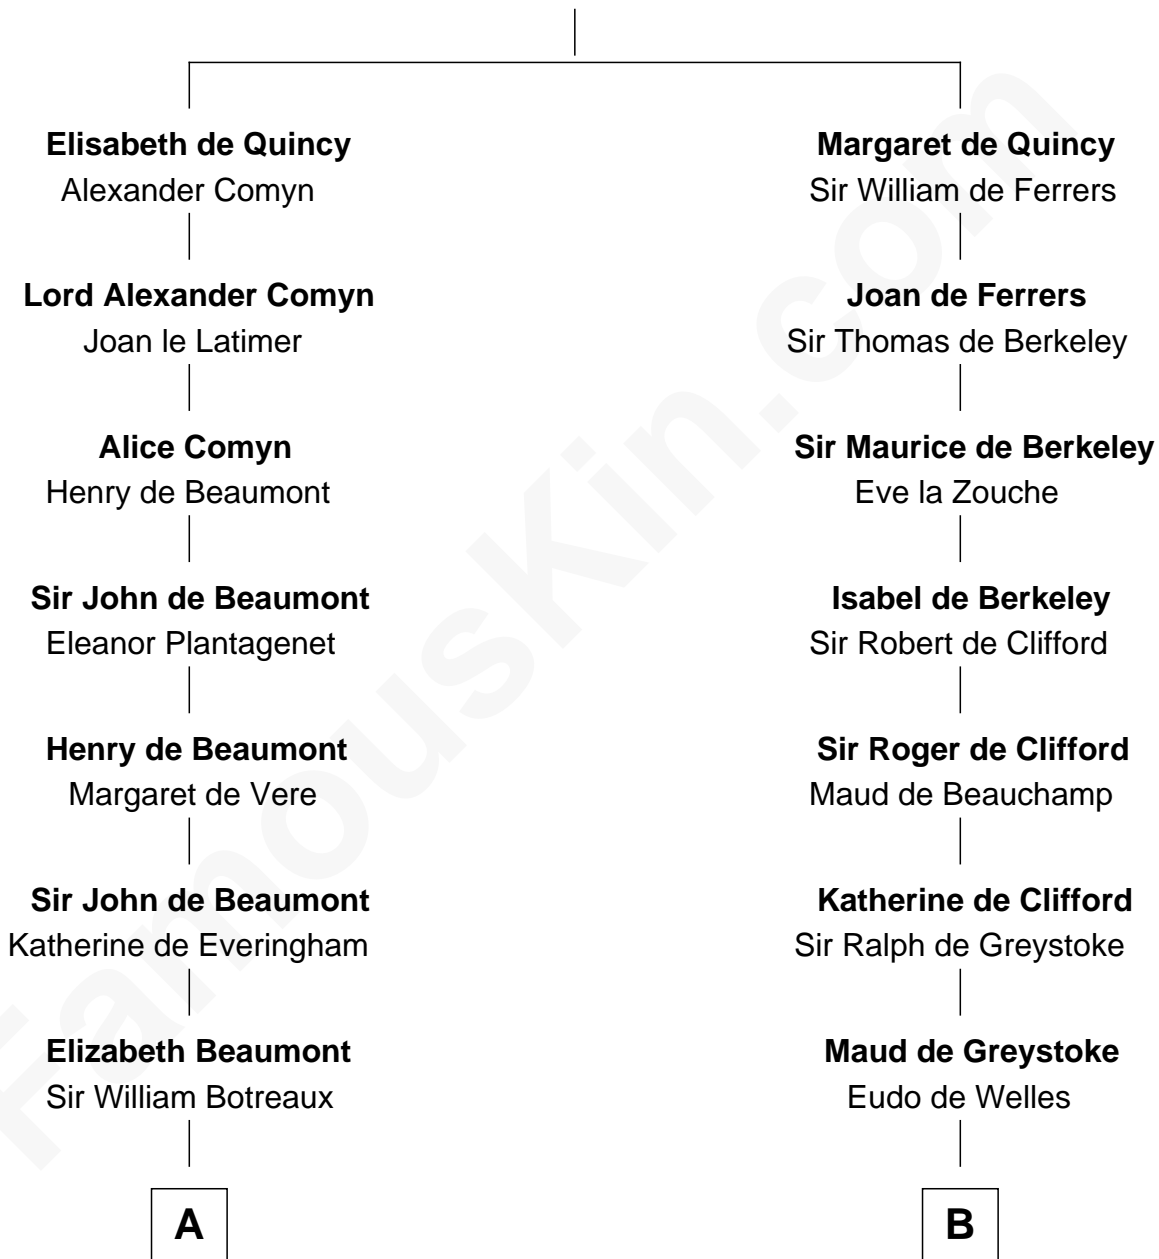 Elisabeth de Quincy
Alexander Comyn
Lord Alexander Comyn
Joan le Latimer
Alice Comyn
Henry de Beaumont
Sir John de Beaumont
Eleanor Plantagenet
Henry de Beaumont
Margaret de Vere
Sir John de Beaumont
Katherine de Everingham
Elizabeth Beaumont
Sir William Botreaux
A
Margaret de Quincy
Sir William de Ferrers
Joan de Ferrers
Sir Thomas de Berkeley
Sir Maurice de Berkeley
Eve la Zouche
Isabel de Berkeley
Sir Robert de Clifford
Sir Roger de Clifford
Maud de Beauchamp
Katherine de Clifford
Sir Ralph de Greystoke
Maud de Greystoke
Eudo de Welles
B
FamousKin.com